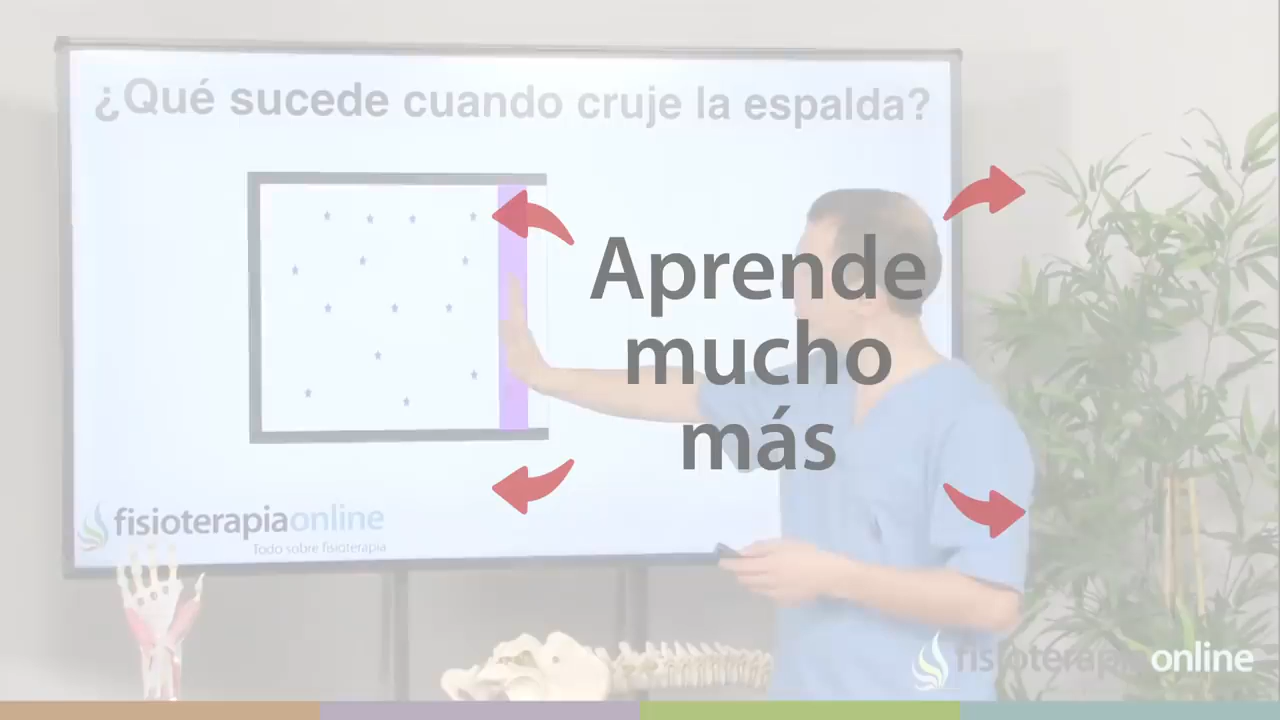 ¿Qué sucede cuando cruje la espalda?
Aprende
mucho
más
fisioterapiaonline
Todo sobre fisioterapia
fisioterapia online